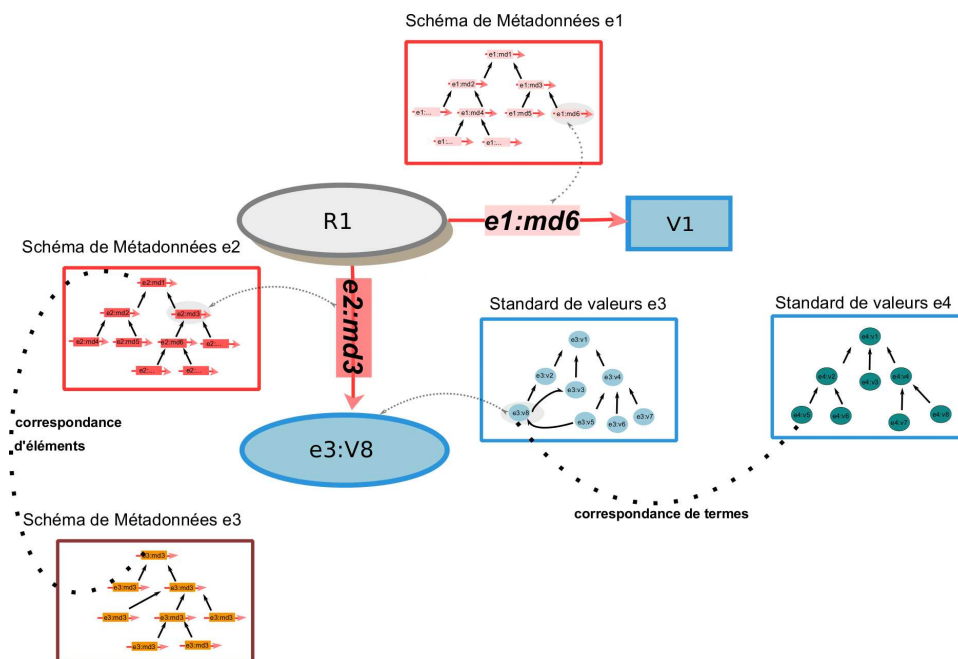 Schéma de Métadonnées e1
e1:md1
e1:md2
e1:md3
e1:...
e1:md4
e1:md5
e1:md6
e1:...
e1:...
R1
e1:md6
V1
Schéma de Métadonnées e2
e2:md1
e2:md2
e2:md3
e2:md4
e2:md5
e2:md6
e2:...
e2:...
e2:...
e2:md3
Standard de valeurs e3
e3:v1
e3:v2
e3:v3
e3:v4
e3:v8
e3:v5
e3:v6
e3:v7
Standard de valeurs e4
e4:v1
e4:v2
e4:v3
e4:v4
e4:v5
e4:v6
e4:v7
e4:v8
correspondance
d'éléments
e3:V8
correspondance de termes
Schéma de Métadonnées e3
e3:md3
e3:md3
e3:md3
e3:md3
e3:md3
e3:md3
e3:md3
e3:md3